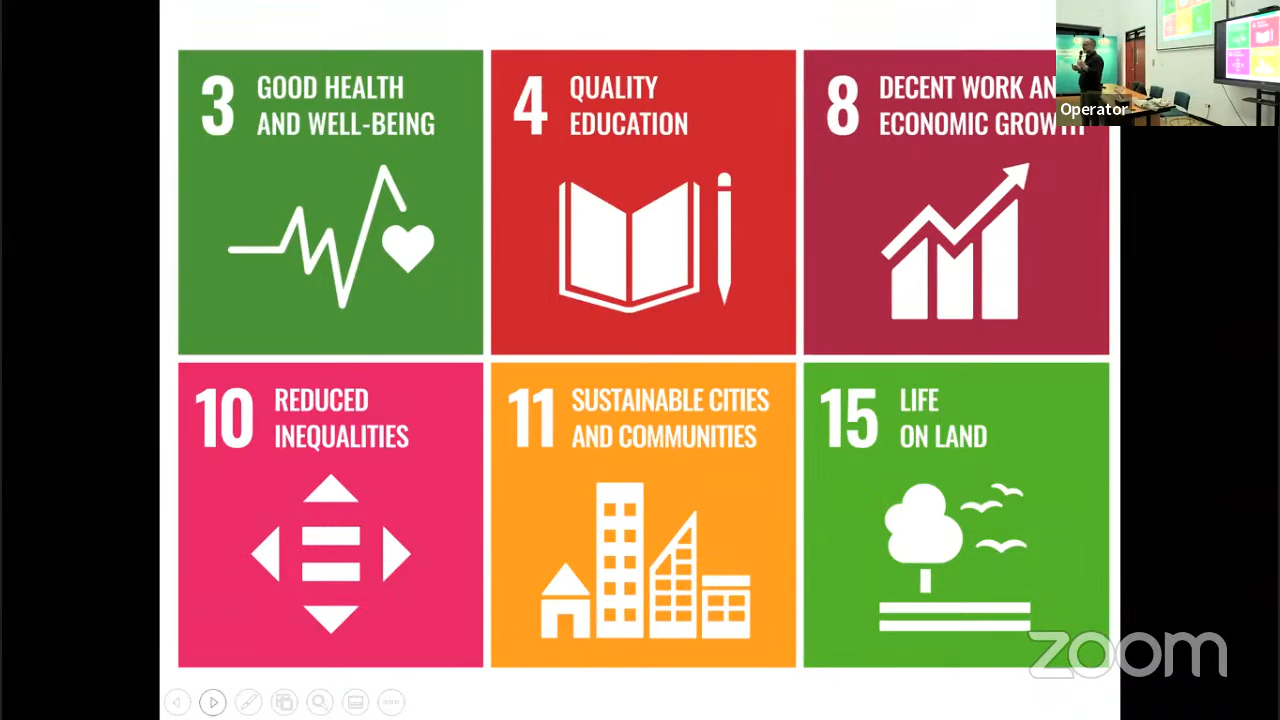 3 GOOD HEALTH
AND WELL-BEING
4 QUALITY
EDUCATION
8 DECENT WORK AN
ECONOMIC GROWTH
Operator
10 REDUCED
INEQUALITIES
11 SUSTAINABLE CITIES
AND COMMUNITIES
15 LIFE
ON LAND
zoom